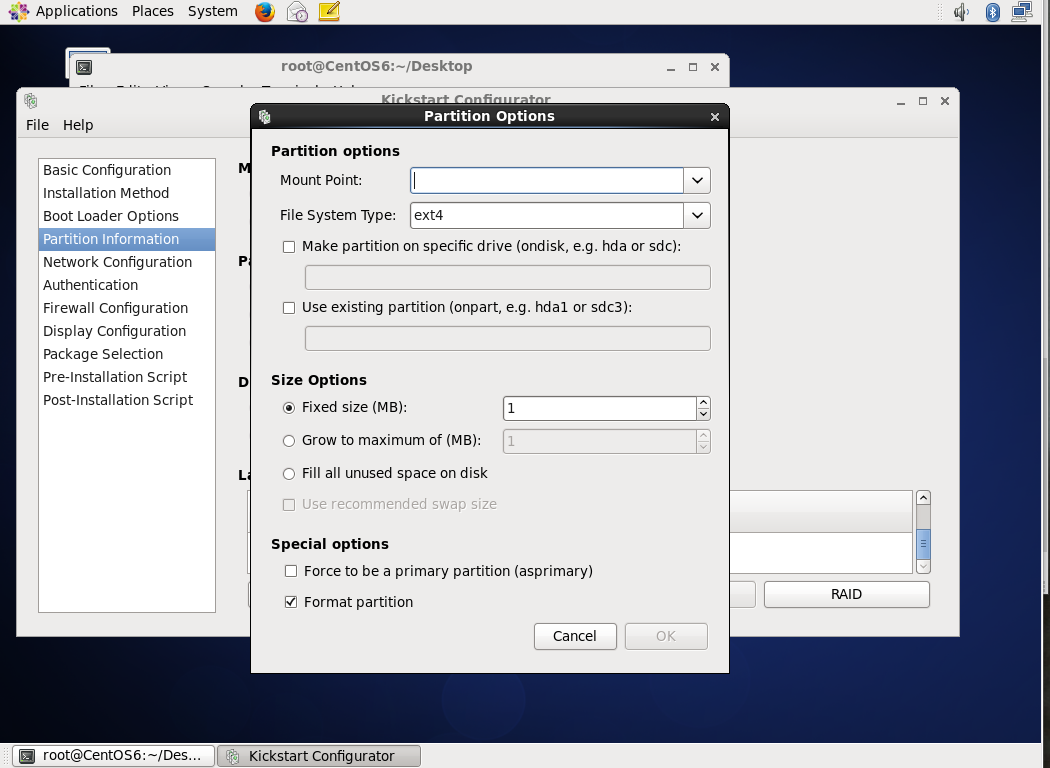 Applications Places System
root@CentOS6:~/Desktop
Kickstart Configurator
File Help
Partition Options
Basic Configuration
Installation Method
Boot Loader Options
Partition Information
Network Configuration
Authentication
Firewall Configuration
Display Configuration
Package Selection
Pre-Installation Script
Post-Installation Script
Partition options
Mount Point:
File System Type: ext4
Make partition on specific drive (ondisk, e.g. hda or sdc):
Use existing partition (onpart, e.g. hda1 or sdc3):
Size Options
Fixed size (MB): 1
Grow to maximum of (MB): 1
Fill all unused space on disk
Use recommended swap size
Special options
Force to be a primary partition (asprimary)
Format partition
Cancel OK
RAID
root@CentOS6:~/Des... Kickstart Configurator